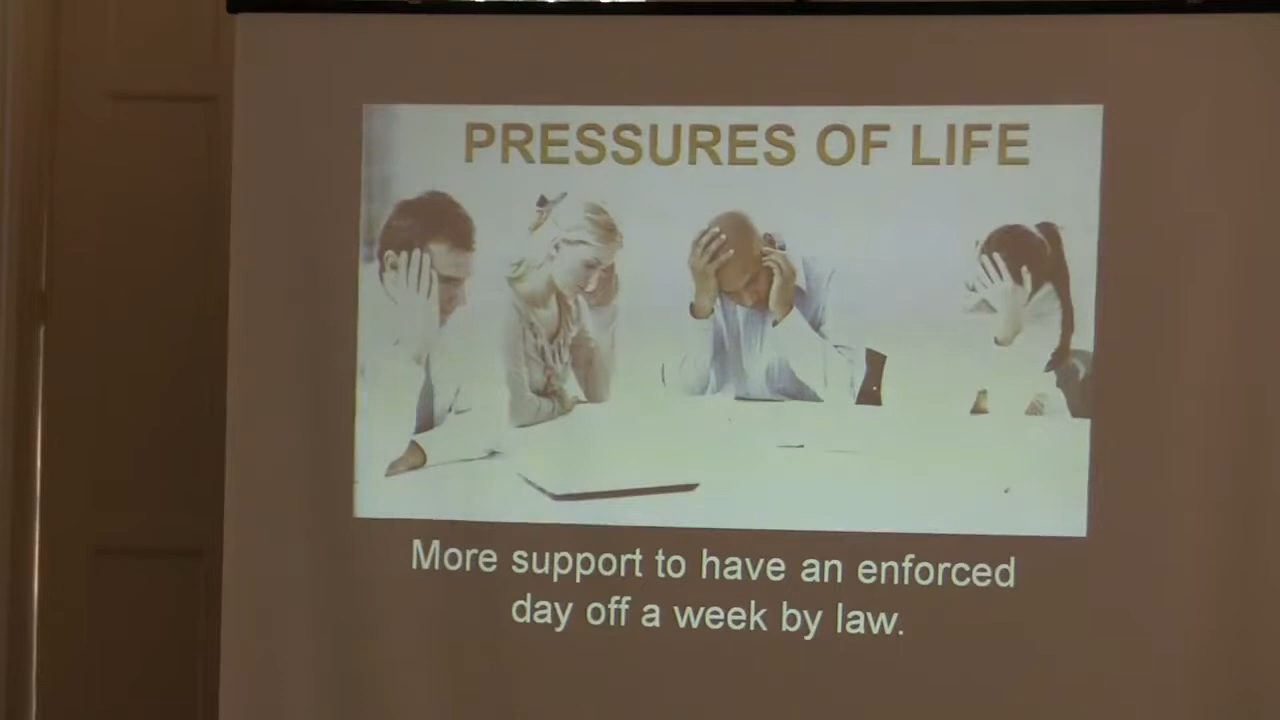 PRESSURES OF LIFE
More support to have an enforced
day off a week by law.